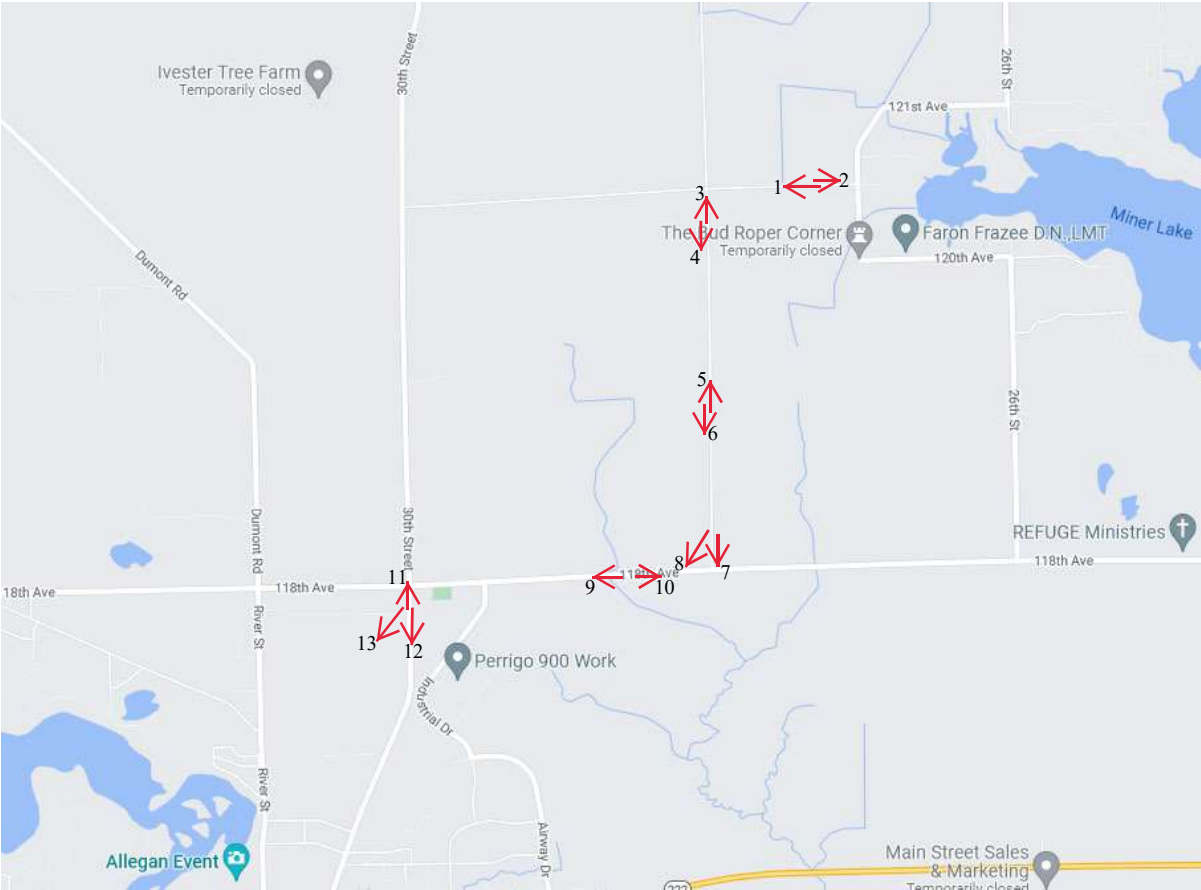 30th Street
26th St
Ivester Tree Farm
Temporarily closed
121st Ave
1
2
3
Miner Lake
The Bud Roper Corner
Temporarily closed
Faron Frazee D.N.,LMT
4
120th Ave
Dumont Rd
5
26th St
6
Dumont Rd
30th Street
REFUGE Ministries
8
7
118th Ave
118th Ave
9
10
11
118th Ave
18th Ave
River St
13
12
Perrigo 900 Work
Industrial Dr
River St
Airway Dr
Allegan Event
Main Street Sales
& Marketing
Temporarily closed
222